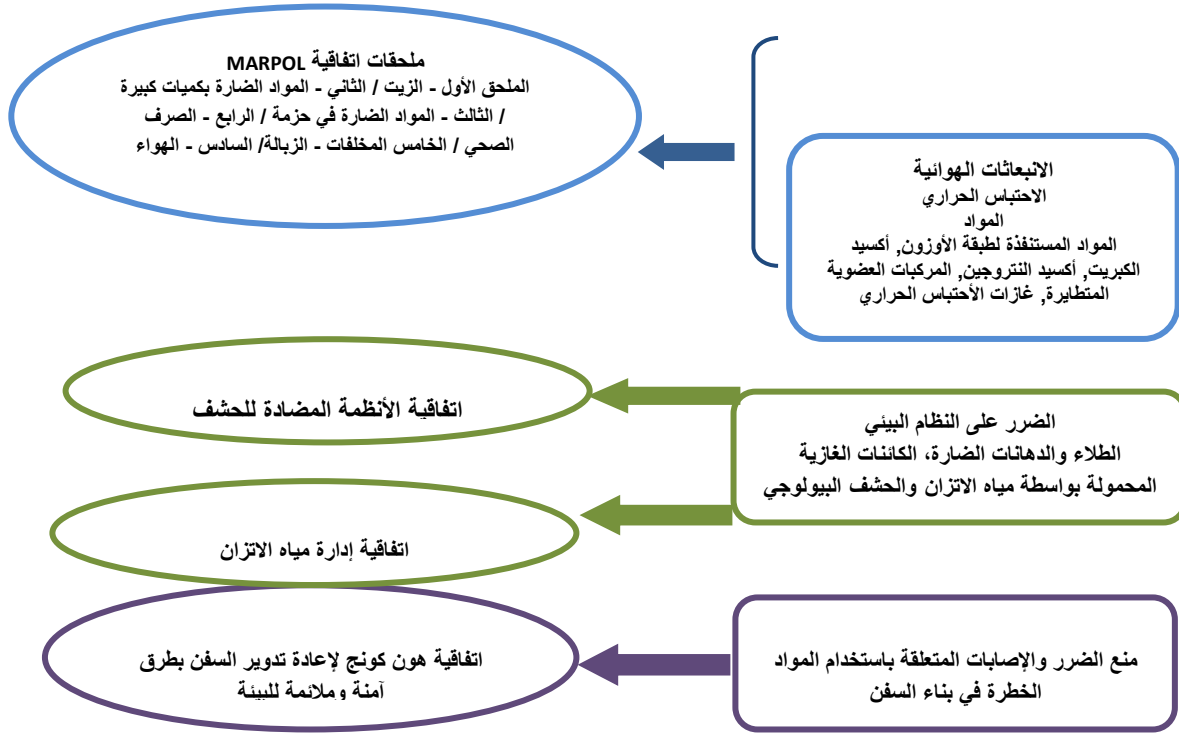 ملحقات اتفاقية MARPOL
الملحق الأول - الزيت / الثاني - المواد الضارة بكميات كبيرة
/ الثالث - المواد الضارة في حزمة / الرابع - الصرف
الصحي / الخامس المخلفات - الزبالة/ السادس - الهواء
الانبعاثات الهوائية
الاحتباس الحراري
المواد
المواد المستنفذة لطبقة الأوزون, أكسيد
الكبريت, أكسيد النتروجين, المركبات العضوية
المتطايرة, غازات الأحتباس الحراري
اتفاقية الأنظمة المضادة للحشف
الضرر على النظام البيئي
الطلاء والدهانات الضارة، الكائنات الغازية
المحمولة بواسطة مياه الاتزان والحشف البيولوجي
اتفاقية إدارة مياه الاتزان
اتفاقية هون كونج لإعادة تدوير السفن بطرق
آمنة وملائمة للبيئة
منع الضرر والإصابات المتعلقة باستخدام المواد
الخطرة في بناء السفن